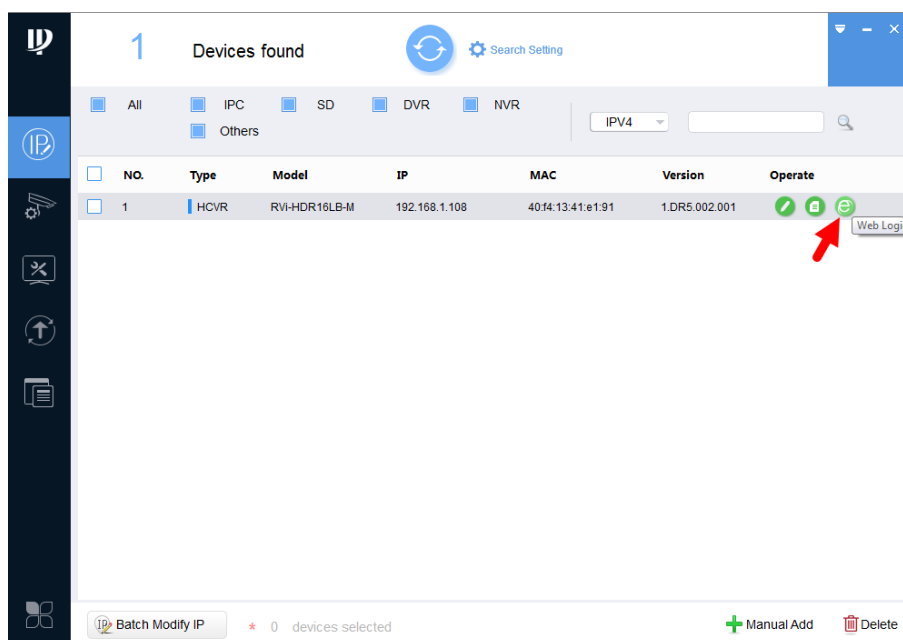 1 Devices found Search Setting
All IPC SD DVR NVR
Others
IPV4
NO. Type Model IP MAC Version Operate
1 HCVR RVi-HDR16LB-M 192.168.1.108 40:f4:13:41:e1:91 1.DR5.002.001
Web Logi
Batch Modify IP * 0 devices selected Manual Add Delete